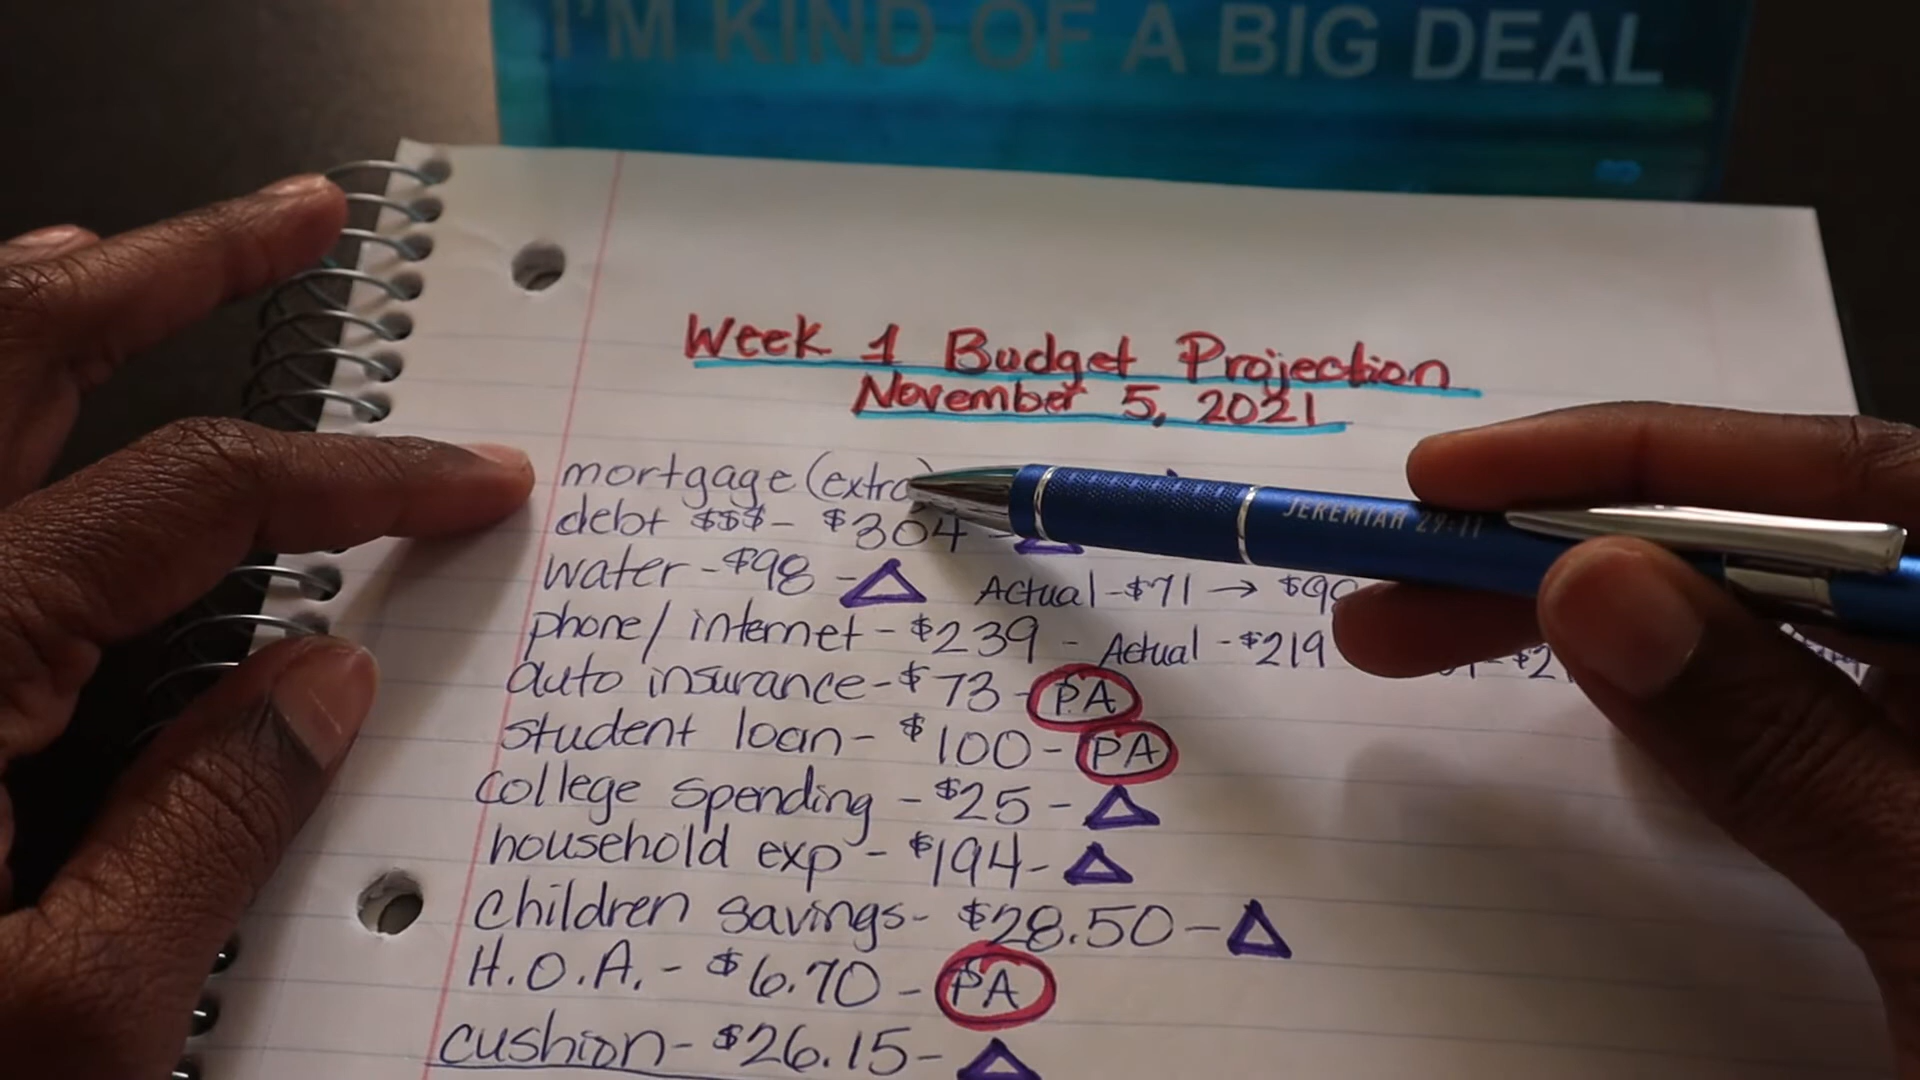 I'M KIND OF A BIG DEAL
Week 1 Budget Projection
November 5, 2021
mortgage (extra)
debt $$$ - $304 -
water - $98 - Actual - $71 → $99
phone/internet - $239 - Actual - $219
auto insurance - $73 - PA
student loan - $100 - PA
college spending - $25 -
household exp - $194 -
children savings - $28.50 -
H.O.A. - $6.70 - PA
cushion - $26.15 -
JEREMIAH 29:11